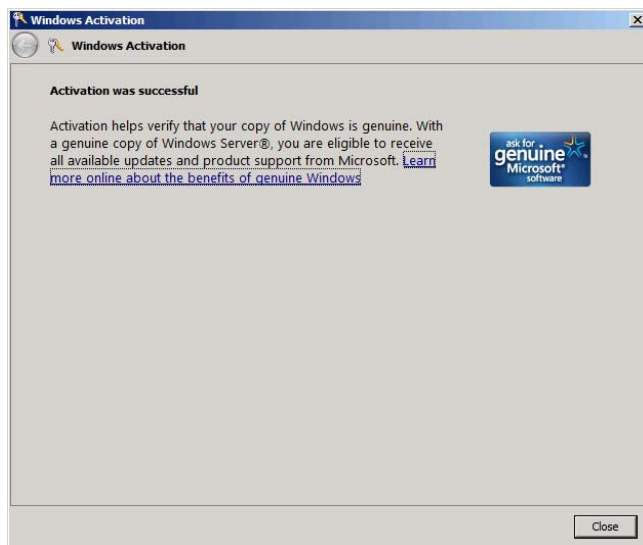 Windows Activation
Windows Activation
Activation was successful
Activation helps verify that your copy of Windows is genuine. With
a genuine copy of Windows Server®, you are eligible to receive
all available updates and product support from Microsoft. Learn
more online about the benefits of genuine Windows
ask for
genuine
Microsoft®
software
Close